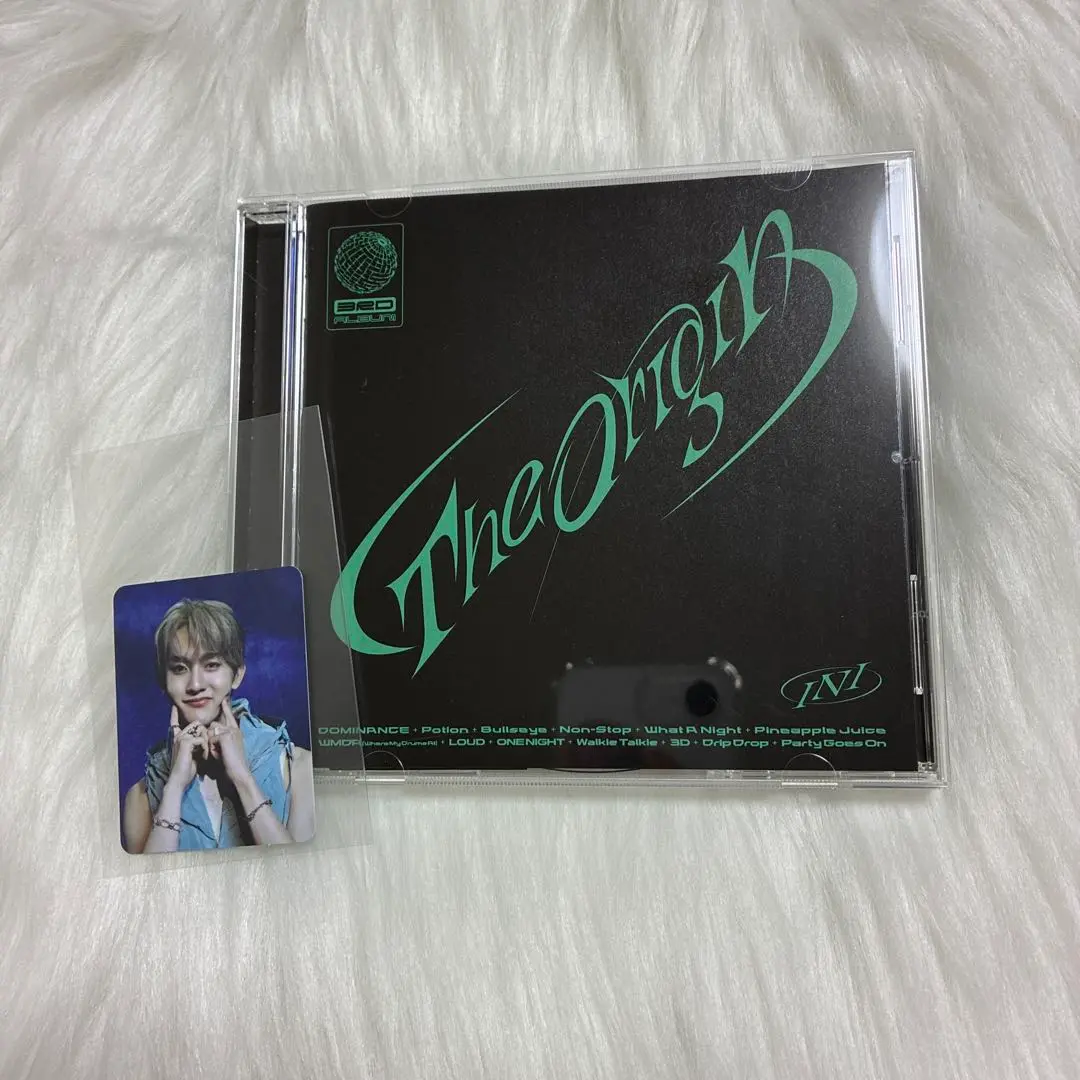 3RD
ALBUM
The Origin
INI
DOMINANCE + Potion + Bullseye + Non-Stop + What A Night + Pineapple Juice
WMDA (Where My Drums At) + LOUD + ONE NIGHT + Walkie Talkie + 3D + Drip Drop + Party Goes On